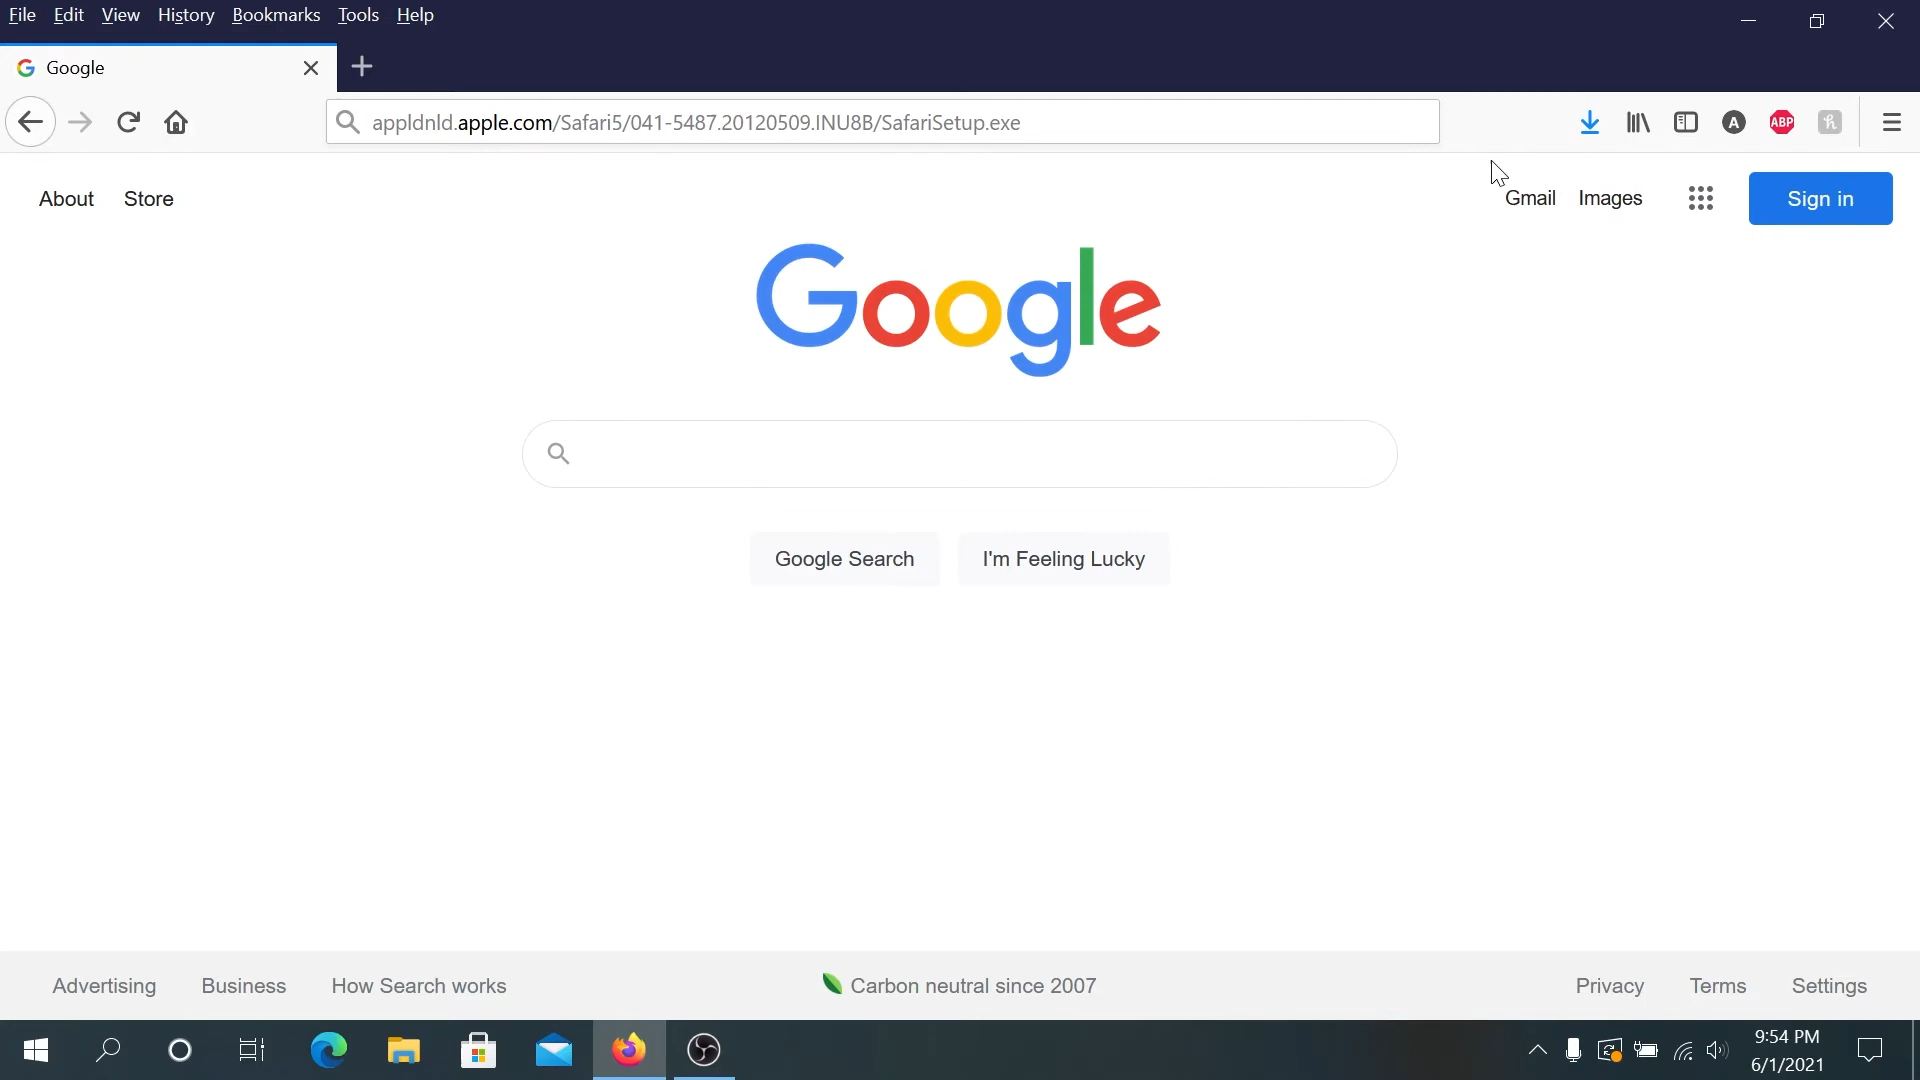 File Edit View History Bookmarks Tools Help
Google
appldnld.apple.com/Safari5/041-5487.20120509.INU8B/SafariSetup.exe
A
ABP
h
About Store
Gmail Images
Sign in
Google
Google Search I'm Feeling Lucky
Advertising Business How Search works
Carbon neutral since 2007
Privacy Terms Settings
9:54 PM
6/1/2021